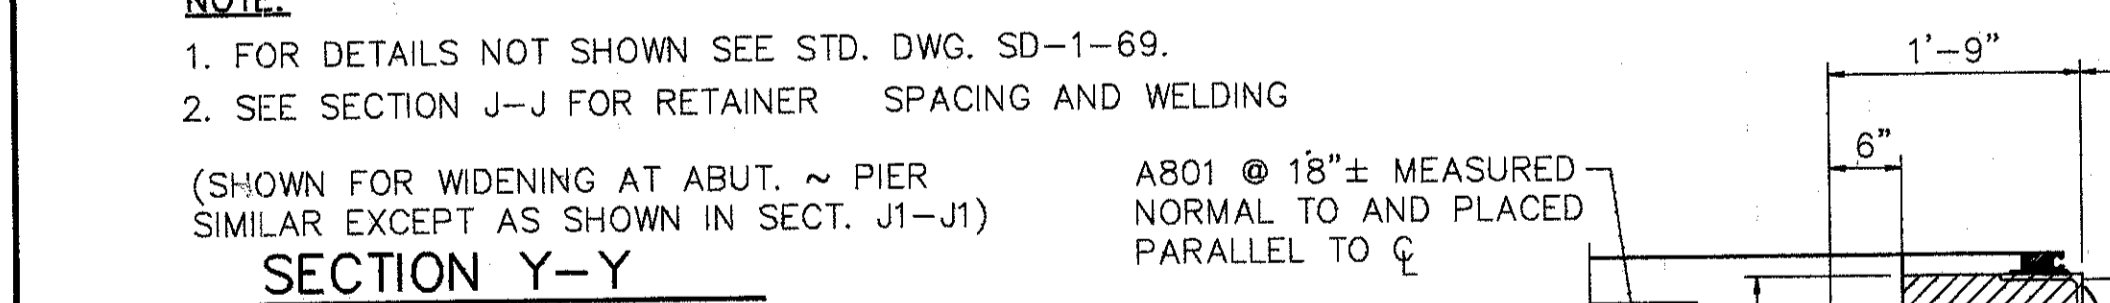 NOTE:
1. FOR DETAILS NOT SHOWN SEE STD. DWG. SD-1-69.
2. SEE SECTION J-J FOR RETAINER SPACING AND WELDING
(SHOWN FOR WIDENING AT ABUT. ~ PIER
SIMILAR EXCEPT AS SHOWN IN SECT. J1-J1)
SECTION Y-Y
A801 @ 18"± MEASURED
NORMAL TO AND PLACED
PARALLEL TO ℄
1'-9"
6"